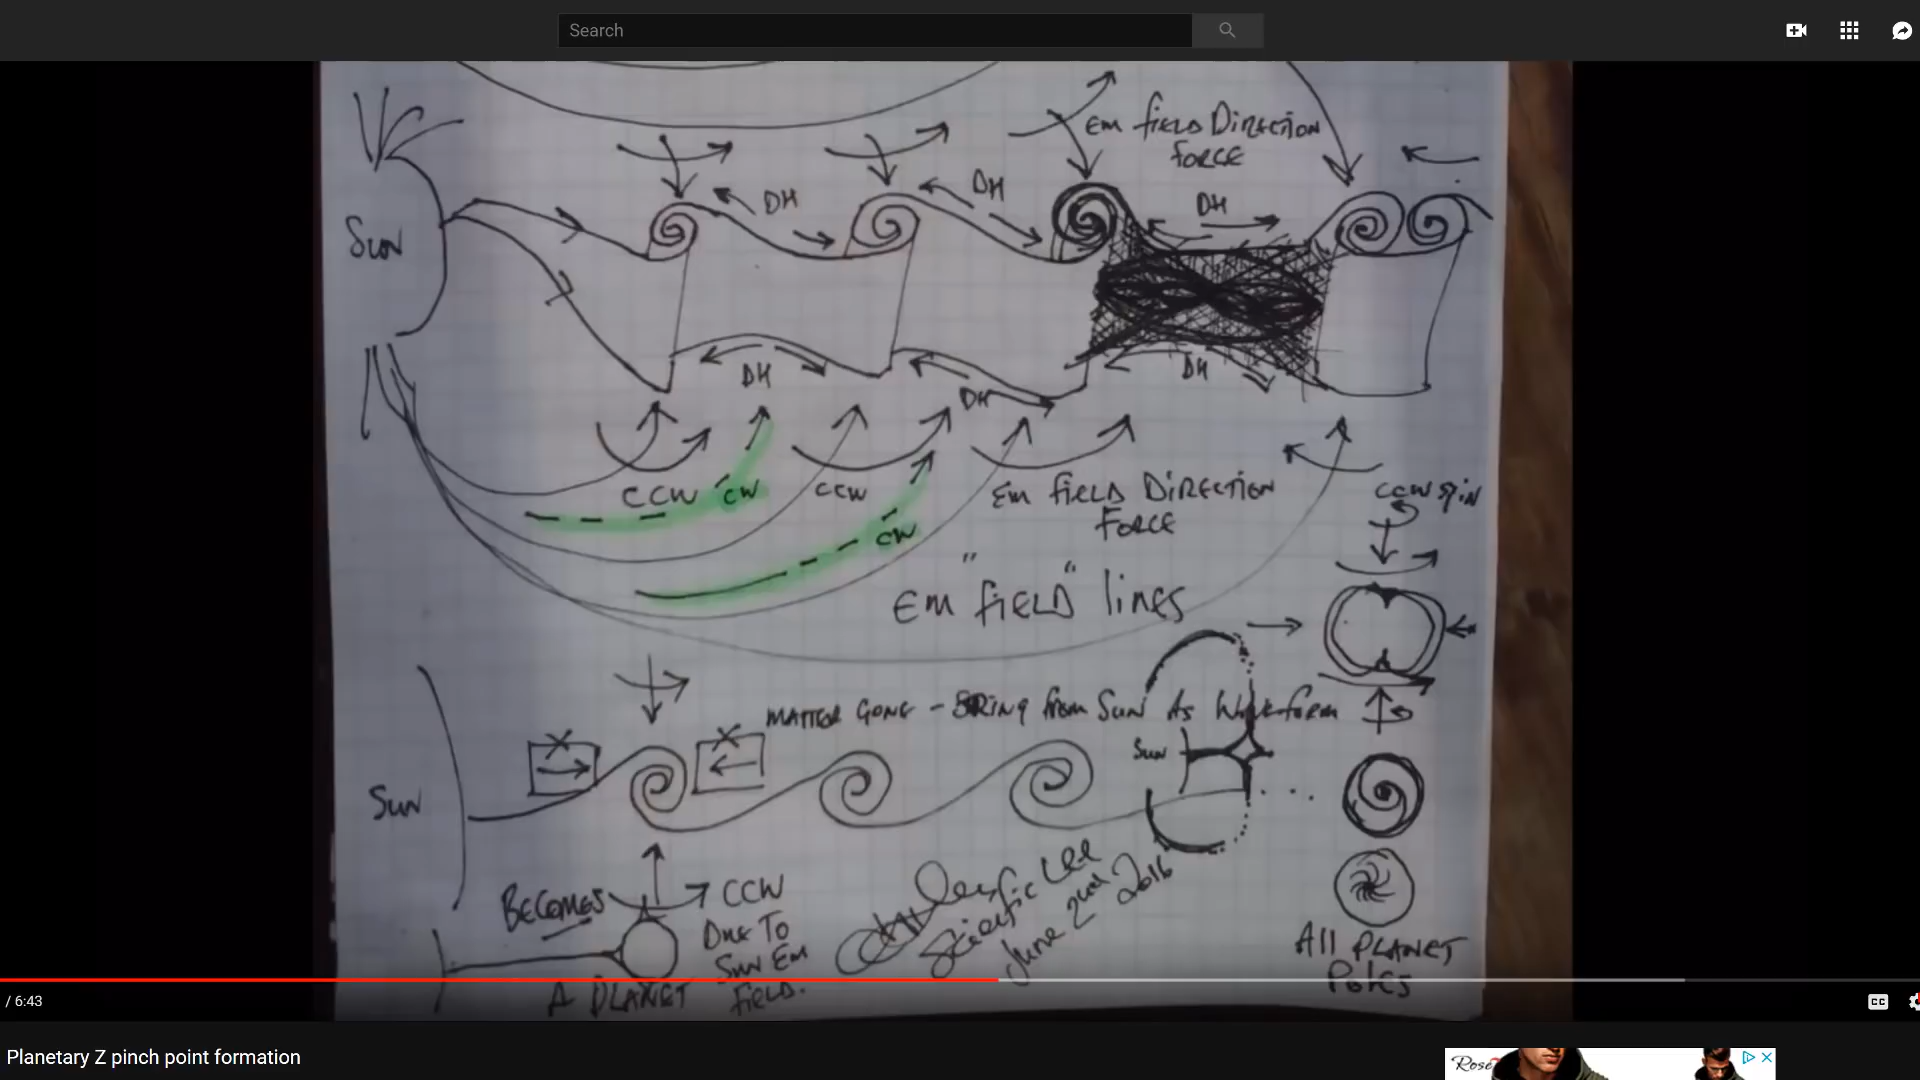 Search
Em field DIRECTION
FORCE
DH
DH
DH
SUN
DH
DH
DH
CCW
CW
CCW
CW
Em field DIRECTION
FORCE
CCW SPIN
Em "field" lines
MATTER GONG - from SUN As Waveform
SUN
SUN
BECOMES
CCW
Due To
SUN Em
field.
A PLANET
June 2nd 2016
All PLANET
Poles
/ 6:43
CC
Planetary Z pinch point formation